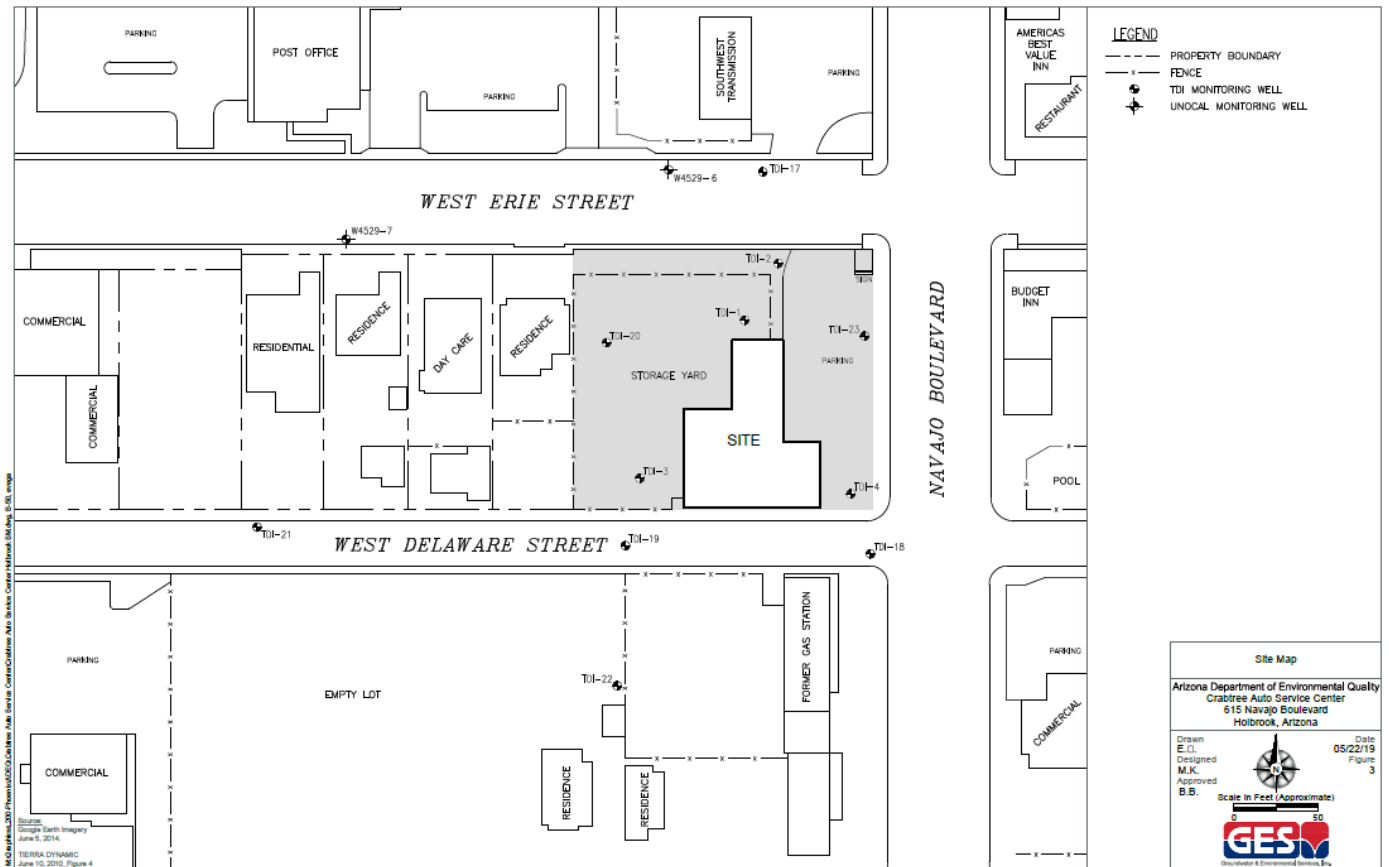 PARKING
POST OFFICE
PARKING
SOUTHWEST
TRANSMISSION
PARKING
AMERICAS
BEST
VALUE
INN
RESTAURANT
LEGEND
PROPERTY BOUNDARY
FENCE
TDI MONITORING WELL
UNOCAL MONITORING WELL
W4529-6
TDI-17
WEST ERIE STREET
W4529-7
TDI-2
SIGN
COMMERCIAL
COMMERCIAL
RESIDENTIAL
RESIDENCE
DAY CARE
RESIDENCE
TDI-20
TDI-1
TDI-23
STORAGE YARD
PARKING
SITE
TDI-3
TDI-4
NAVAJO BOULEVARD
BUDGET
INN
POOL
TDI-21
WEST DELAWARE STREET
TDI-19
TDI-18
PARKING
EMPTY LOT
TDI-22
FORMER GAS STATION
PARKING
COMMERCIAL
COMMERCIAL
RESIDENCE
RESIDENCE
Source:
Google Earth Imagery
June 5, 2014.
TIERRA DYNAMIC
June 10, 2010, Figure 4
Site Map
Arizona Department of Environmental Quality
Crabtree Auto Service Center
615 Navajo Boulevard
Holbrook, Arizona
Drawn
E.D.
Designed
M.K.
Approved
B.B.
Date
05/22/19
Figure
3
N
Scale In Feet (Approximate)
0 50
GES
Groundwater & Environmental Services, Inc.